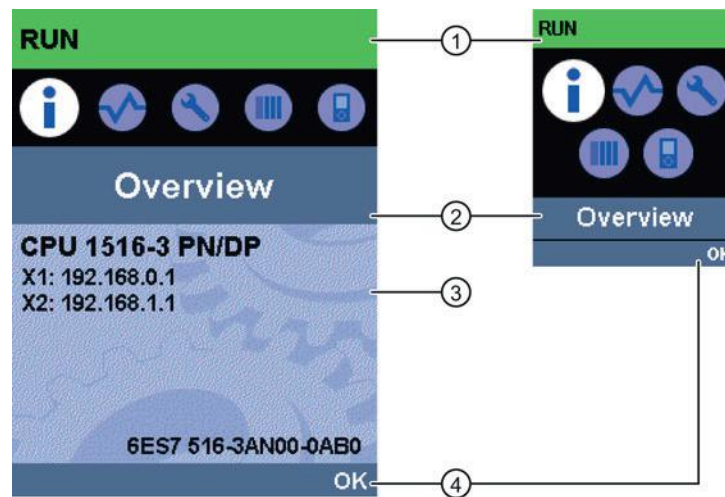 RUN
Overview
CPU 1516-3 PN/DP
X1: 192.168.0.1
X2: 192.168.1.1
6ES7 516-3AN00-0AB0
OK
1
2
3
4
RUN
Overview
OK